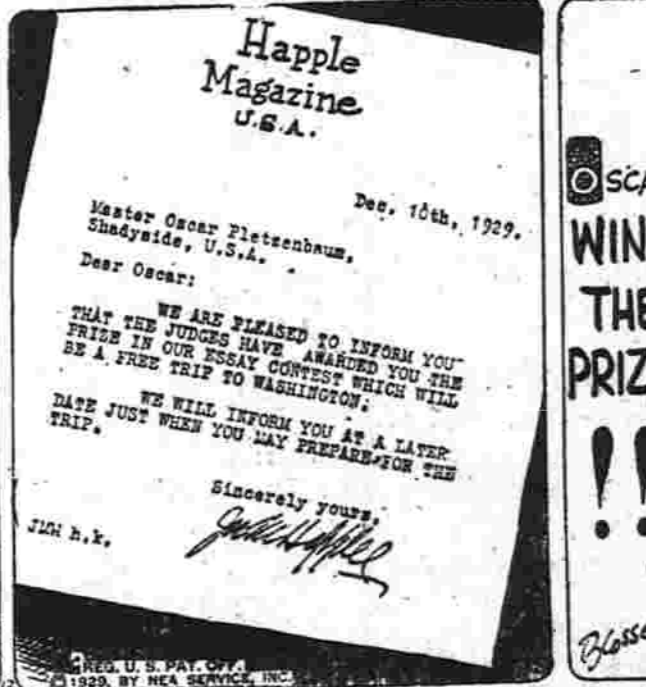 Happle
Magazine
U.S.A.
Dec. 10th, 1929.
Master Oscar Pletzenbaum,
Shadyside, U.S.A.
Dear Oscar:
WE ARE PLEASED TO INFORM YOU
THAT THE JUDGES HAVE AWARDED YOU THE
PRIZE IN OUR ESSAY CONTEST WHICH WILL
BE A FREE TRIP TO WASHINGTON;
WE WILL INFORM YOU AT A LATER
DATE JUST WHEN YOU MAY PREPARE FOR THE
TRIP.
Sincerely yours,
h.k.
REG. U. S. PAT. OFF.
© 1929, BY NEA SERVICE, INC.
OSCA
WIN
THE
PRIZ
!!
Blosse